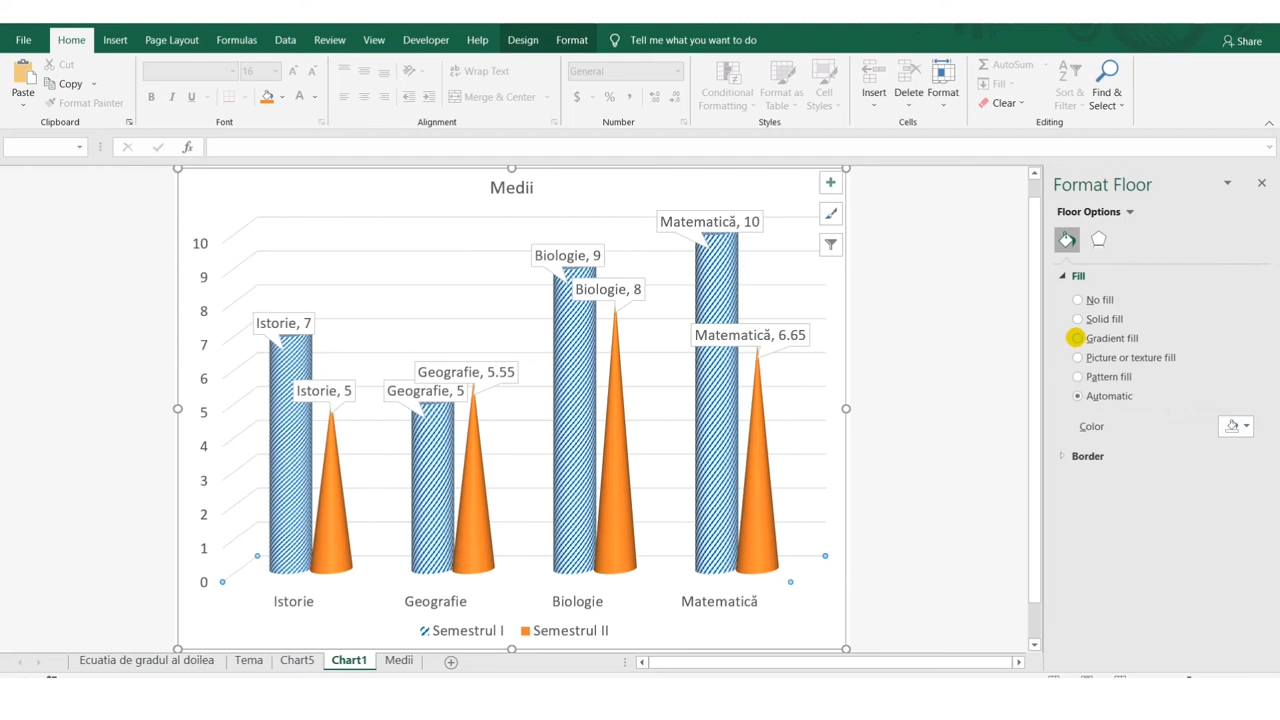 File Home Insert Page Layout Formulas Data Review View Developer Help Design Format Tell me what you want to do Share
Paste
Cut
Copy
Format Painter
Clipboard
16
B I U
A
Font
Wrap Text
Merge & Center
Alignment
General
$ % ,
Number
Conditional Formatting
Format as Table
Cell Styles
Styles
Insert
Delete
Format
Cells
AutoSum
Fill
Clear
Sort & Filter
Find & Select
Editing
fx
Medii
10
9
8
7
6
5
4
3
2
1
0
Istorie, 7
Istorie, 5
Geografie, 5
Geografie, 5.55
Biologie, 9
Biologie, 8
Matematică, 10
Matematică, 6.65
Istorie Geografie Biologie Matematică
Semestrul I Semestrul II
Format Floor
Floor Options
Fill
No fill
Solid fill
Gradient fill
Picture or texture fill
Pattern fill
Automatic
Color
Border
Ecuatia de gradul al doilea Tema Chart5 Chart1 Medii